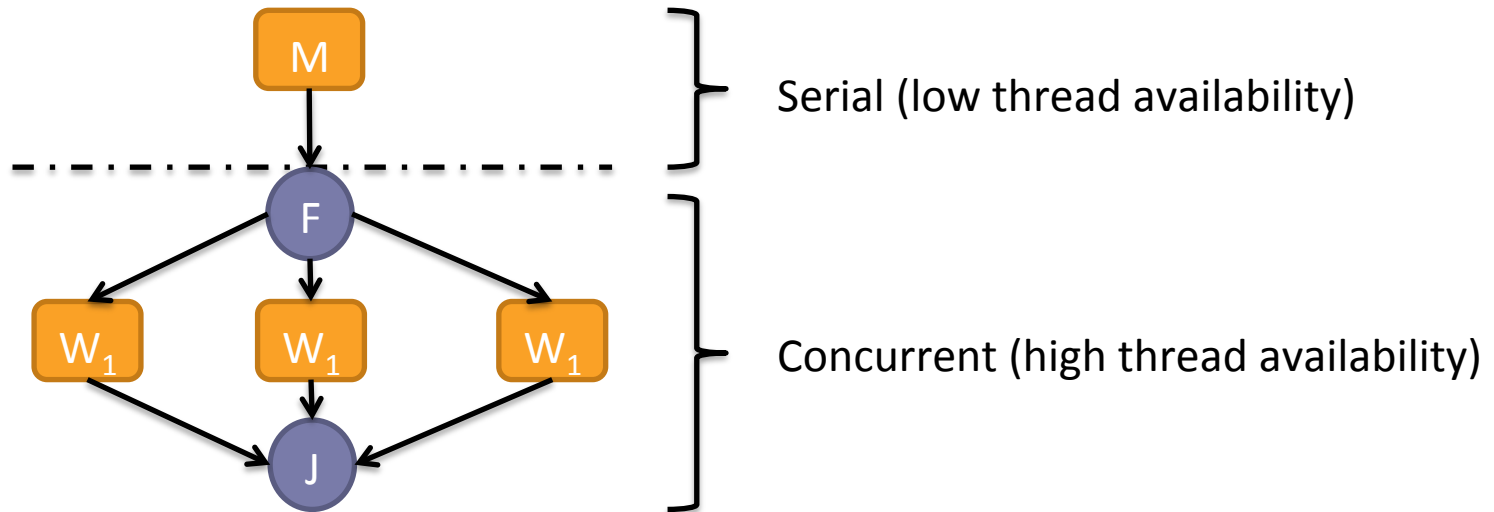 M
Serial (low thread availability)
F
W₁ W₁ W₁
Concurrent (high thread availability)
J